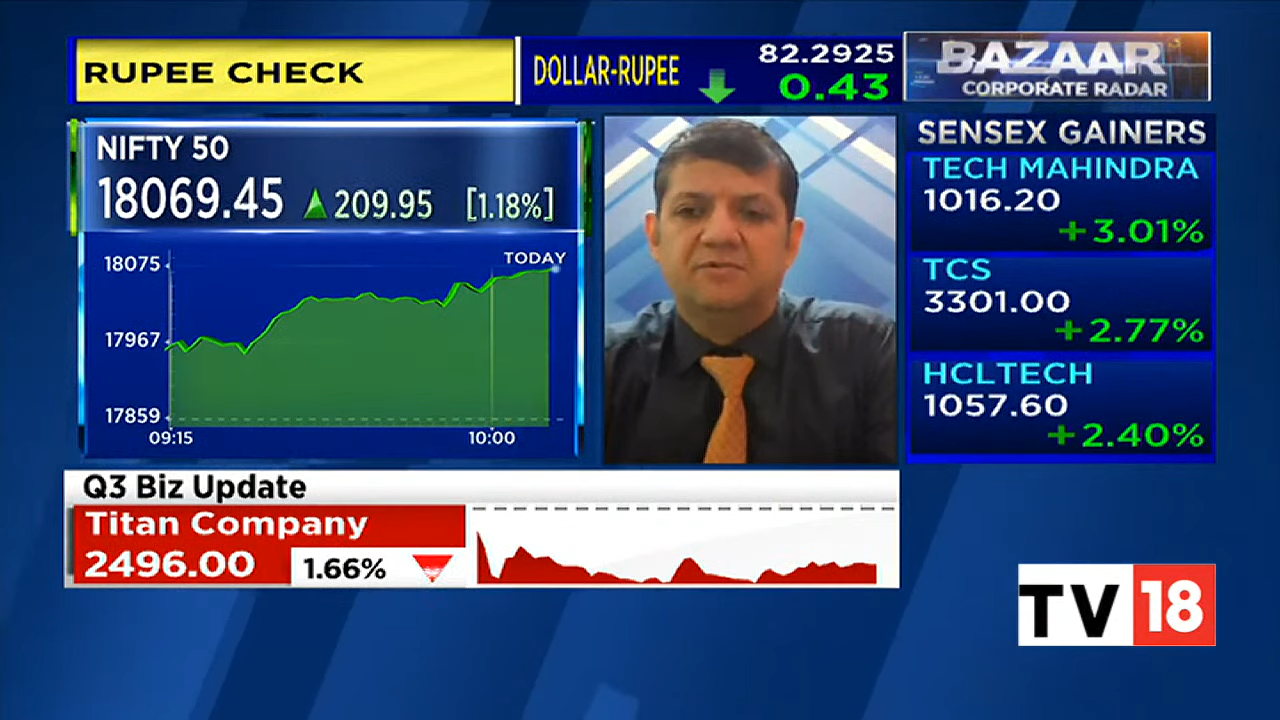 RUPEE CHECK
DOLLAR-RUPEE
82.2925
0.43
BAZAAR
CORPORATE RADAR
NIFTY 50
18069.45 209.95 [1.18%]
TODAY
18075
17967
17859
09:15 10:00
SENSEX GAINERS
TECH MAHINDRA
1016.20
+3.01%
TCS
3301.00
+2.77%
HCLTECH
1057.60
+2.40%
Q3 Biz Update
Titan Company
2496.00 1.66%
TV18